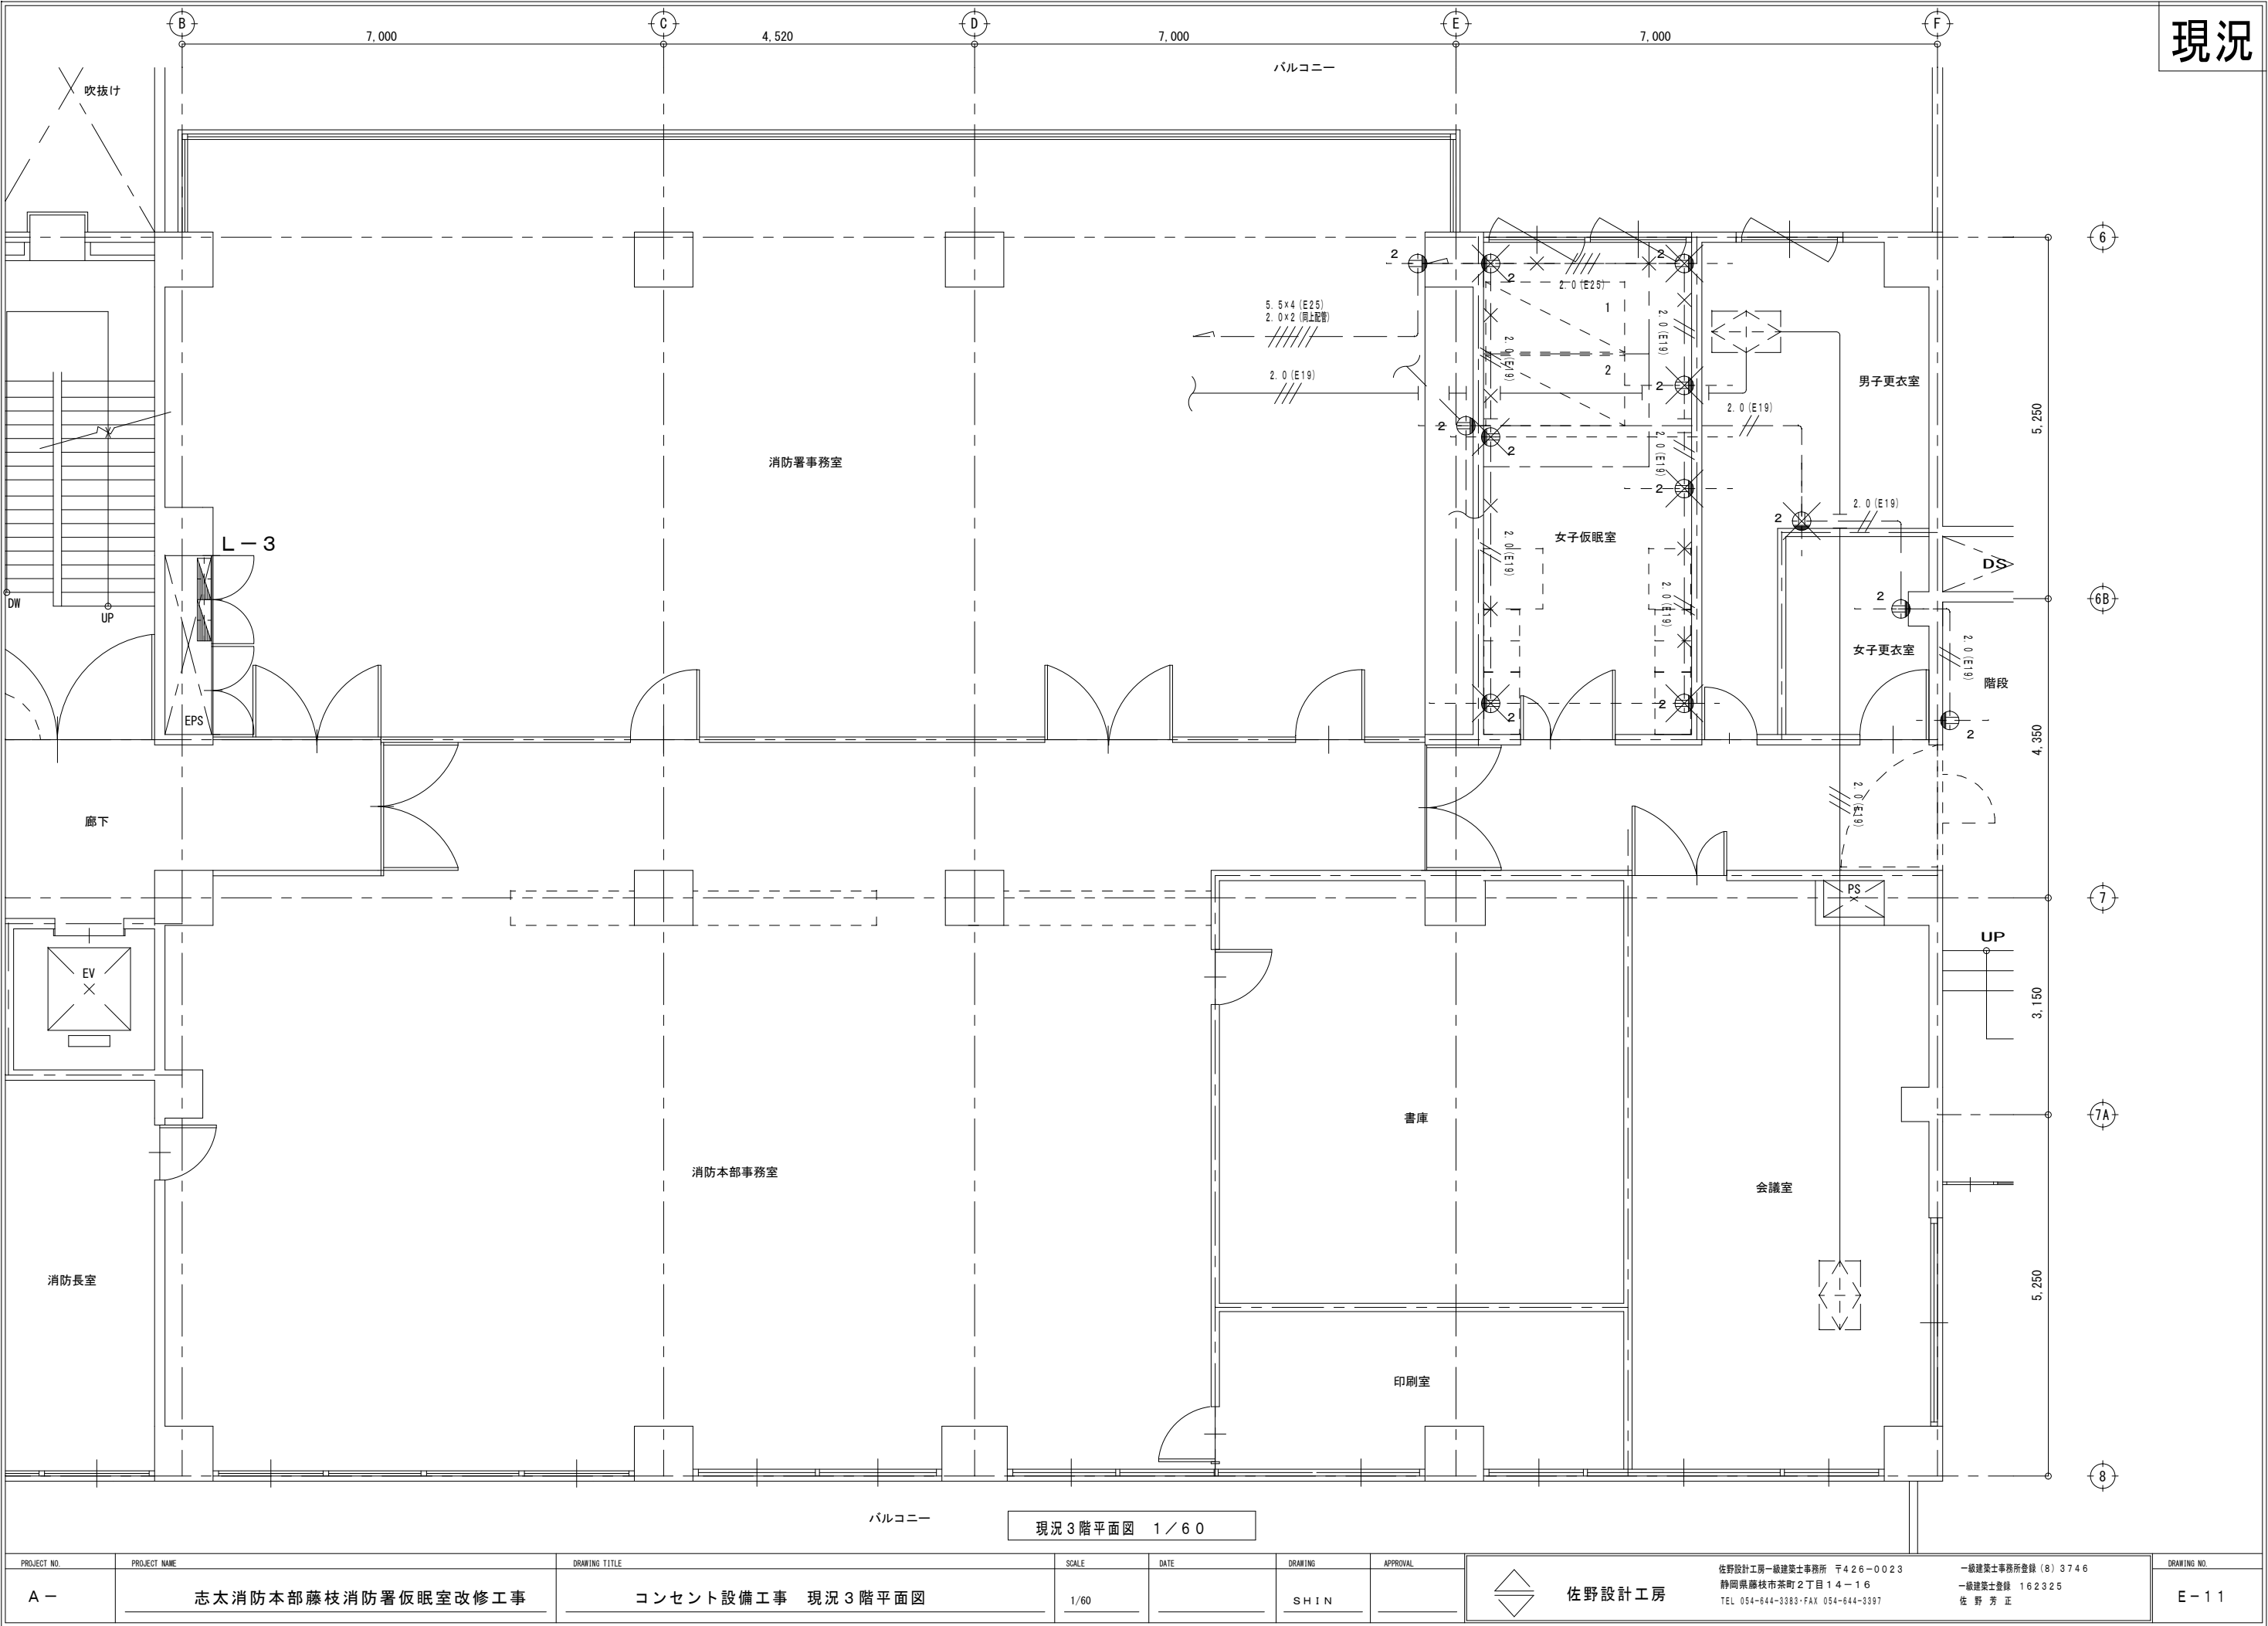 B
C
D
E
F
7,000
4,520
7,000
7,000
現況
バルコニー
吹抜け
6
2
2
2
2.0(E25)
5.5×4(E25)
2.0×2(同上配管)
1
2.0(E19)
2.0(E19)
2
2.0(E19)
2
男子更衣室
2.0(E19)
5,250
2
2
2.0(E19)
消防署事務室
2
2.0(E19)
2
L-3
2.0(E19)
女子仮眠室
DS
2.0(E19)
2
6B
DW
UP
女子更衣室
2.0(E19)
階段
EPS
2
2
2
4,350
2.0(E19)
廊下
PS
7
UP
EV
3,150
書庫
7A
消防本部事務室
会議室
消防長室
5,250
印刷室
8
バルコニー
現況3階平面図 1/60
PROJECT NO.
A-
PROJECT NAME
志太消防本部藤枝消防署仮眠室改修工事
DRAWING TITLE
コンセント設備工事 現況3階平面図
SCALE
1/60
DATE
DRAWING
SHIN
APPROVAL
佐野設計工房
佐野設計工房一級建築士事務所 〒426-0023
静岡県藤枝市茶町2丁目14-16
TEL 054-644-3383・FAX 054-644-3397
一級建築士事務所登録(8)3746
一級建築士登録 162325
佐野芳正
DRAWING NO.
E-11